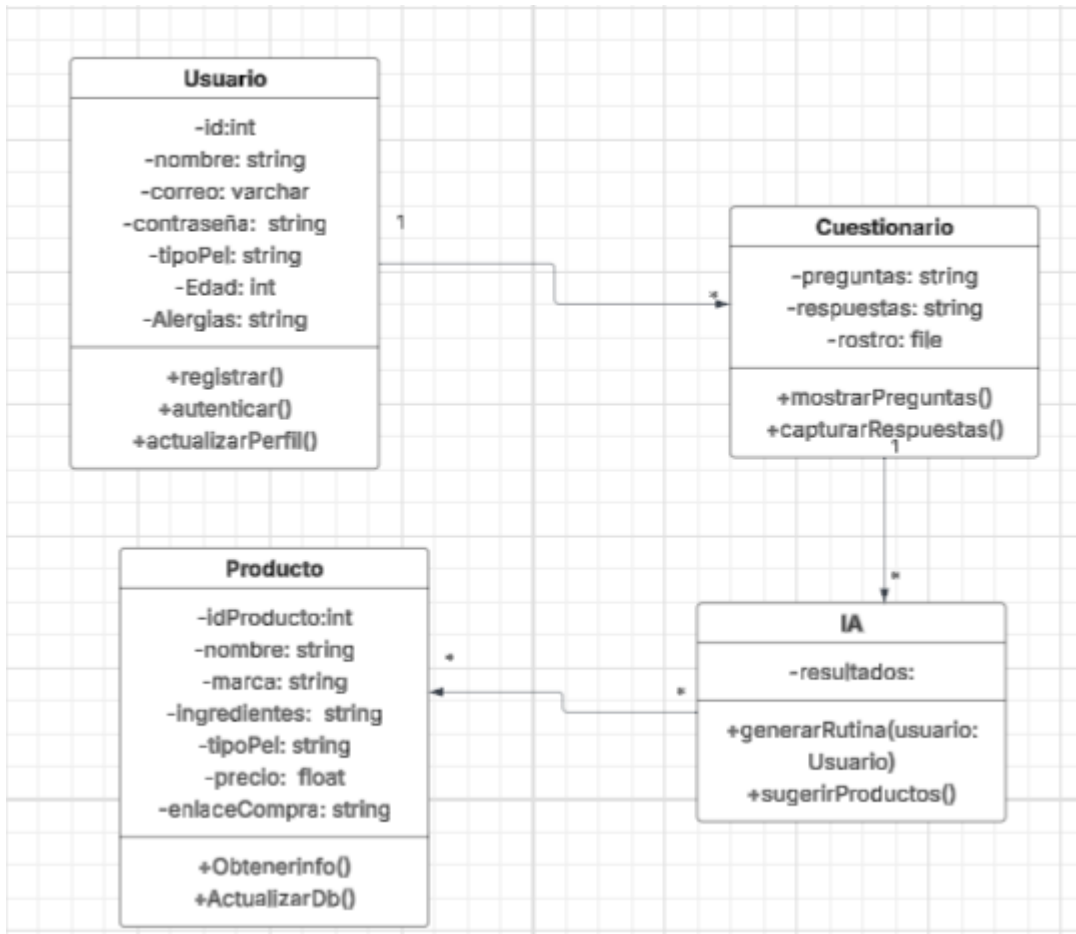 Usuario
-id:int
-nombre: string
-correo: varchar
-contraseña: string
-tipoPel: string
-Edad: int
-Alergias: string
+registrar()
+autenticar()
+actualizarPerfil()
1
*
Cuestionario
-preguntas: string
-respuestas: string
-rostro: file
+mostrarPreguntas()
+capturarRespuestas()
1
*
Producto
-idProducto:int
-nombre: string
-marca: string
-ingredientes: string
-tipoPel: string
-precio: float
-enlaceCompra: string
+Obtenerinfo()
+ActualizarDb()
*
*
IA
-resultados:
+generarRutina(usuario:
Usuario)
+sugerirProductos()